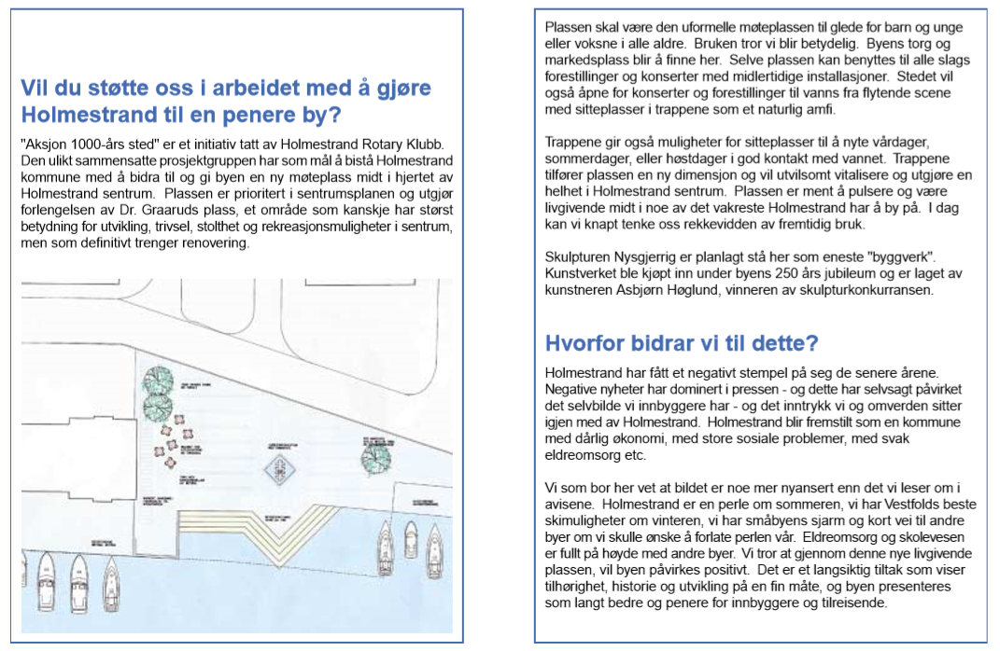 Vil du støtte oss i arbeidet med å gjøre
Holmestrand til en penere by?
"Aksjon 1000-års sted" er et initiativ tatt av Holmestrand Rotary Klubb.
Den ulikt sammensatte prosjektgruppen har som mål å bistå Holmestrand
kommune med å bidra til og gi byen en ny møteplass midt i hjertet av
Holmestrand sentrum. Plassen er prioritert i sentrumsplanen og utgjør
forlengelsen av Dr. Graaruds plass, et område som kanskje har størst
betydning for utvikling, trivsel, stolthet og rekreasjonsmuligheter i sentrum,
men som definitivt trenger renovering.
Plassen skal være den uformelle møteplassen til glede for barn og unge
eller voksne i alle aldre. Bruken tror vi blir betydelig. Byens torg og
markedsplass blir å finne her. Selve plassen kan benyttes til alle slags
forestillinger og konserter med midlertidige installasjoner. Stedet vil
også åpne for konserter og forestillinger til vanns fra flytende scene
med sitteplasser i trappene som et naturlig amfi.
Trappene gir også muligheter for sitteplasser til å nyte vårdager,
sommerdager, eller høstdager i god kontakt med vannet. Trappene
tilfører plassen en ny dimensjon og vil utvilsomt vitalisere og utgjøre en
helhet i Holmestrand sentrum. Plassen er ment å pulsere og være
livgivende midt i noe av det vakreste Holmestrand har å by på. I dag
kan vi knapt tenke oss rekkevidden av fremtidig bruk.
Skulpturen Nysgjerrig er planlagt stå her som eneste "byggverk".
Kunstverket ble kjøpt inn under byens 250 års jubileum og er laget av
kunstneren Asbjørn Høglund, vinneren av skulpturkonkurransen.
Hvorfor bidrar vi til dette?
Holmestrand har fått et negativt stempel på seg de senere årene.
Negative nyheter har dominert i pressen - og dette har selvsagt påvirket
det selvbilde vi innbyggere har - og det inntrykk vi og omverden sitter
igjen med av Holmestrand. Holmestrand blir fremstilt som en kommune
med dårlig økonomi, med store sosiale problemer, med svak
eldreomsorg etc.
Vi som bor her vet at bildet er noe mer nyansert enn det vi leser om i
avisene. Holmestrand er en perle om sommeren, vi har Vestfolds beste
skimuligheter om vinteren, vi har småbyens sjarm og kort vei til andre
byer om vi skulle ønske å forlate perlen vår. Eldreomsorg og skolevesen
er fullt på høyde med andre byer. Vi tror at gjennom denne nye livgivende
plassen, vil byen påvirkes positivt. Det er et langsiktig tiltak som viser
tilhørighet, historie og utvikling på en fin måte, og byen presenteres
som langt bedre og penere for innbyggere og tilreisende.